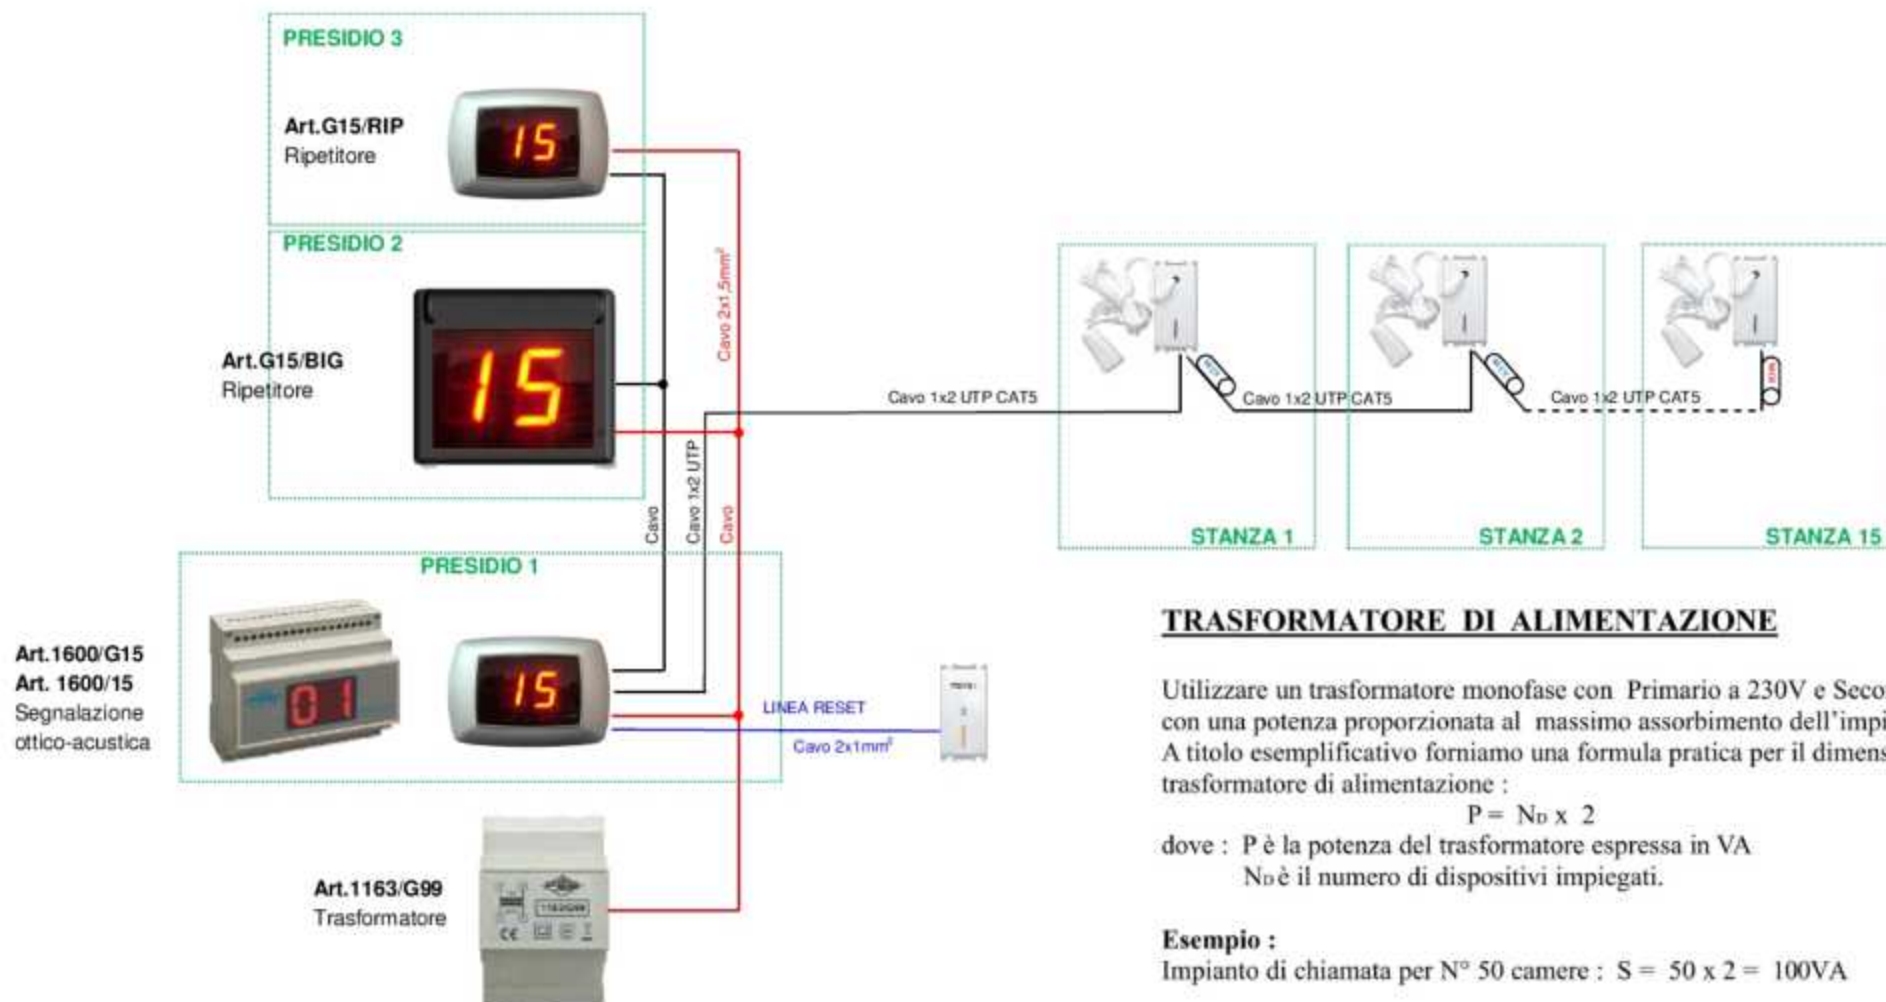 PRESIDIO 3
Art.G15/RIP
Ripetitore
15
PRESIDIO 2
Art.G15/BIG
Ripetitore
15
Cavo 2x1,5mm²
Cavo
Cavo 1x2 UTP
Cavo
PRESIDIO 1
Art.1600/G15
Art. 1600/15
Segnalazione
ottico-acustica
01
15
LINEA RESET
Cavo 2x1mm²
Art.1163/G99
Trasformatore
1163/G99
CE
Cavo 1x2 UTP CAT5
Cavo 1x2 UTP CAT5
Cavo 1x2 UTP CAT5
STANZA 1
STANZA 2
STANZA 15
TRASFORMATORE DI ALIMENTAZIONE
Utilizzare un trasformatore monofase con Primario a 230V e Seco
con una potenza proporzionata al massimo assorbimento dell'impi
A titolo esemplificativo forniamo una formula pratica per il dimens
trasformatore di alimentazione :
P = ND x 2
dove : P è la potenza del trasformatore espressa in VA
ND è il numero di dispositivi impiegati.
Esempio :
Impianto di chiamata per N° 50 camere : S = 50 x 2 = 100VA